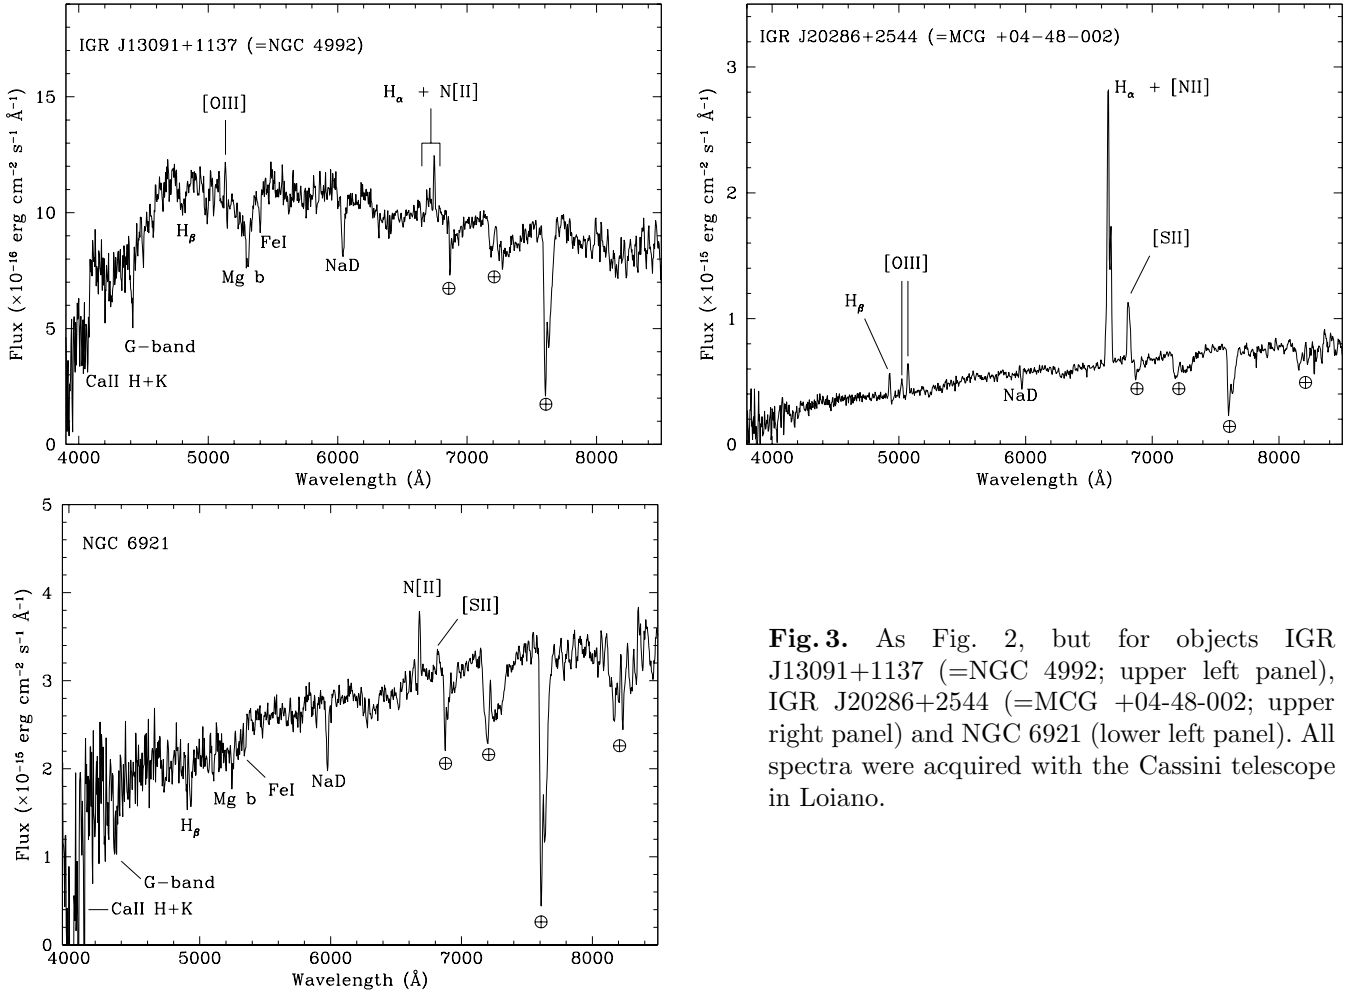 IGR J13091+1137 (=NGC 4992)
Flux (×10⁻¹⁶ erg cm⁻² s⁻¹ Å⁻¹)
15
10
5
0
[OIII]
Hα + N[II]
Hβ
FeI
Mg b
NaD
G−band
CaII H+K
4000 5000 6000 7000 8000
Wavelength (Å)
IGR J20286+2544 (=MCG +04−48−002)
Flux (×10⁻¹⁵ erg cm⁻² s⁻¹ Å⁻¹)
3
2
1
0
Hα + [NII]
[SII]
[OIII]
Hβ
NaD
4000 5000 6000 7000 8000
Wavelength (Å)
NGC 6921
Flux (×10⁻¹⁵ erg cm⁻² s⁻¹ Å⁻¹)
5
4
3
2
1
0
N[II]
[SII]
NaD
FeI
Mg b
Hβ
G−band
CaII H+K
4000 5000 6000 7000 8000
Wavelength (Å)
Fig. 3. As Fig. 2, but for objects IGR
J13091+1137 (=NGC 4992; upper left panel),
IGR J20286+2544 (=MCG +04-48-002; upper
right panel) and NGC 6921 (lower left panel). All
spectra were acquired with the Cassini telescope
in Loiano.